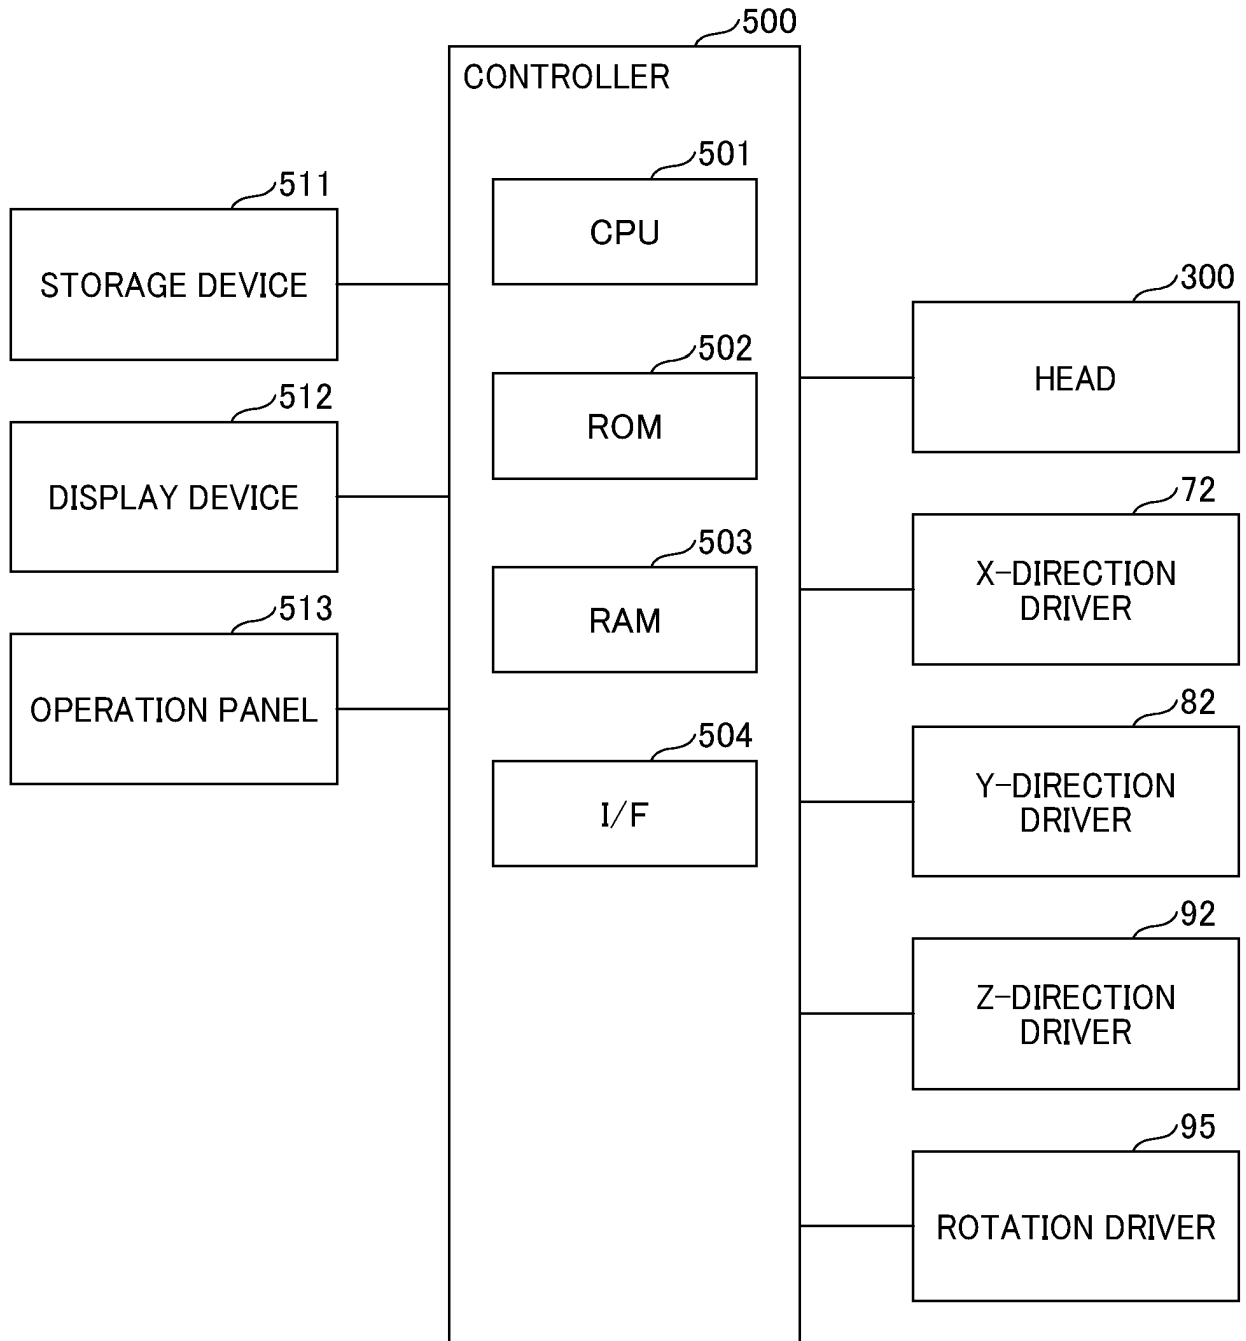 500
CONTROLLER
501
CPU
502
ROM
503
RAM
504
I/F
511
STORAGE DEVICE
512
DISPLAY DEVICE
513
OPERATION PANEL
300
HEAD
72
X-DIRECTION
DRIVER
82
Y-DIRECTION
DRIVER
92
Z-DIRECTION
DRIVER
95
ROTATION DRIVER